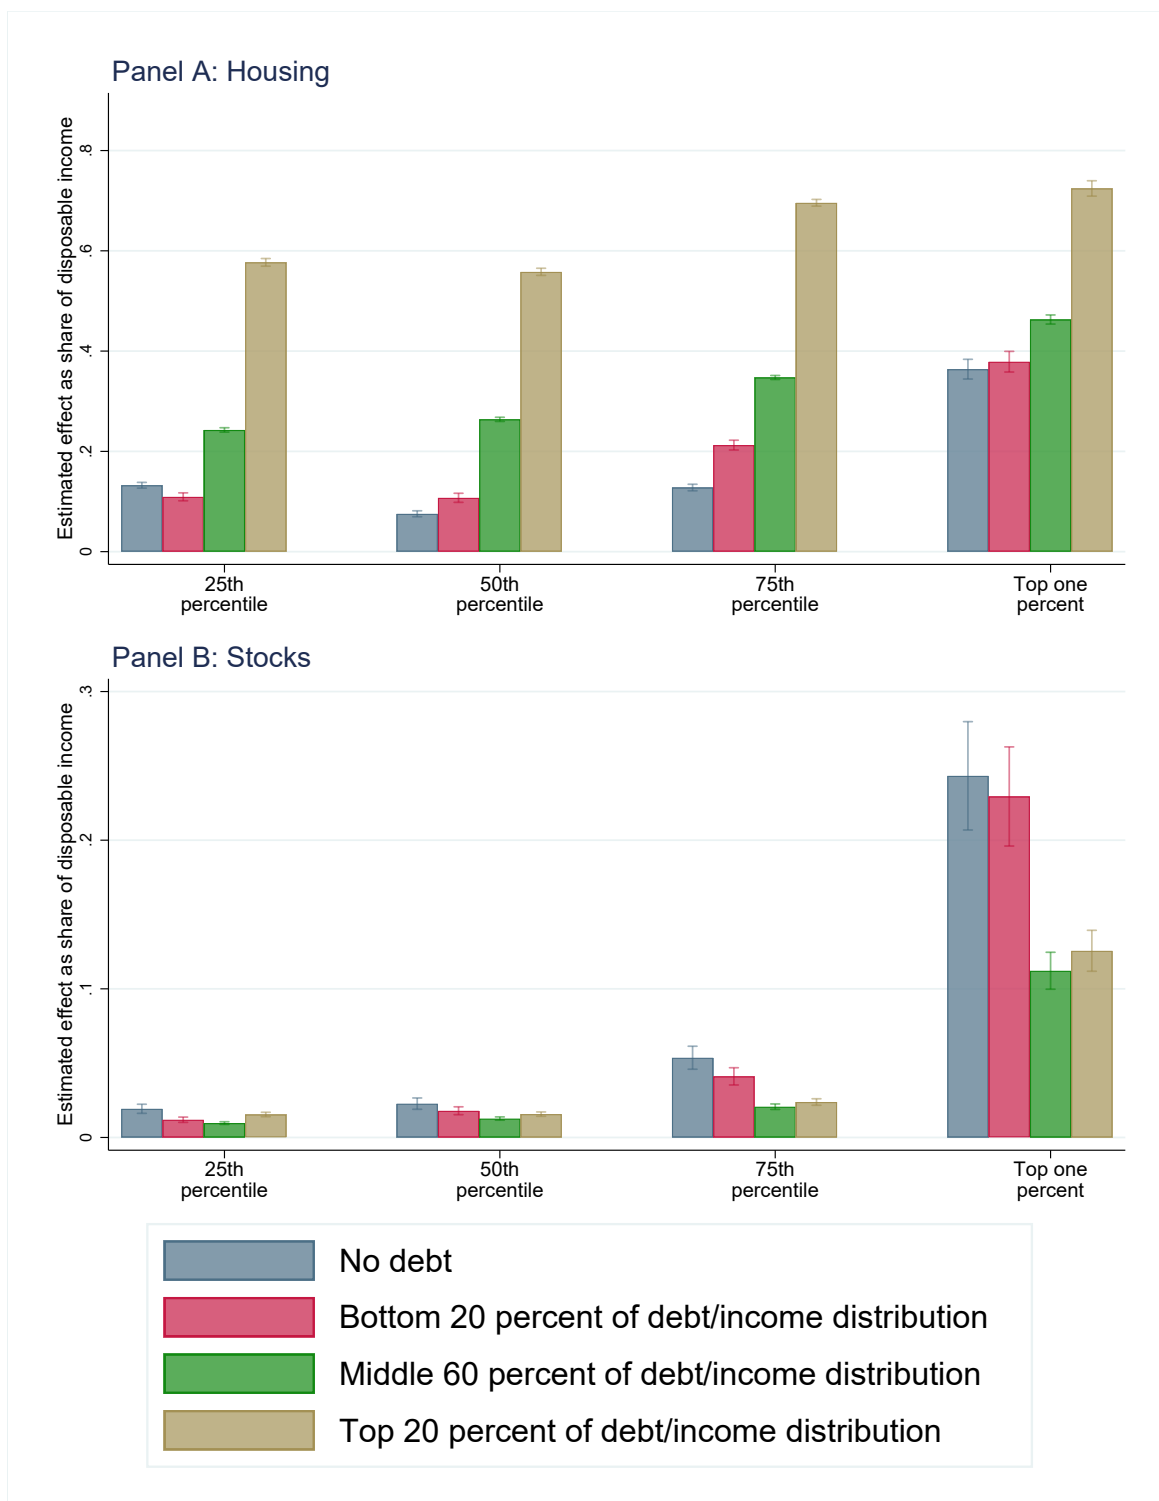 Panel A: Housing
Estimated effect as share of disposable income
.8
.6
.4
.2
0
25th
percentile
50th
percentile
75th
percentile
Top one
percent
Panel B: Stocks
Estimated effect as share of disposable income
.3
.2
.1
0
25th
percentile
50th
percentile
75th
percentile
Top one
percent
No debt
Bottom 20 percent of debt/income distribution
Middle 60 percent of debt/income distribution
Top 20 percent of debt/income distribution